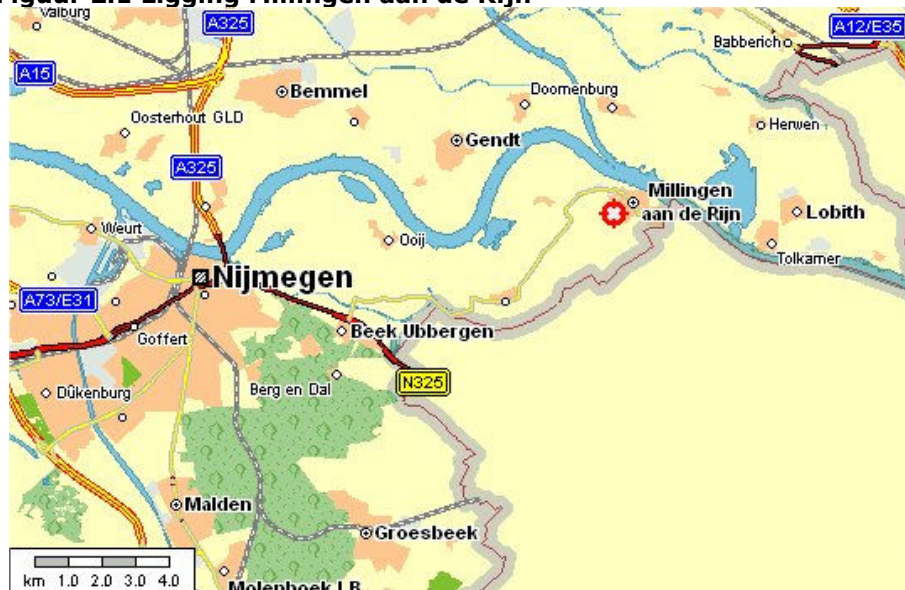 Figuur 2.1 Ligging Millingen aan de Rijn
Valburg
A325
A12/E35
Babberich
A15
Bemmel
Doornenburg
Oosterhout GLD
Herwen
Gendt
A325
Millingen
aan de Rijn
Lobith
Weurt
Ooij
Tolkamer
Nijmegen
A73/E31
Beek Ubbergen
Goffert
N325
Berg en Dal
Dûkenburg
Malden
Groesbeek
km 1.0 2.0 3.0 4.0
Molenhoek LB